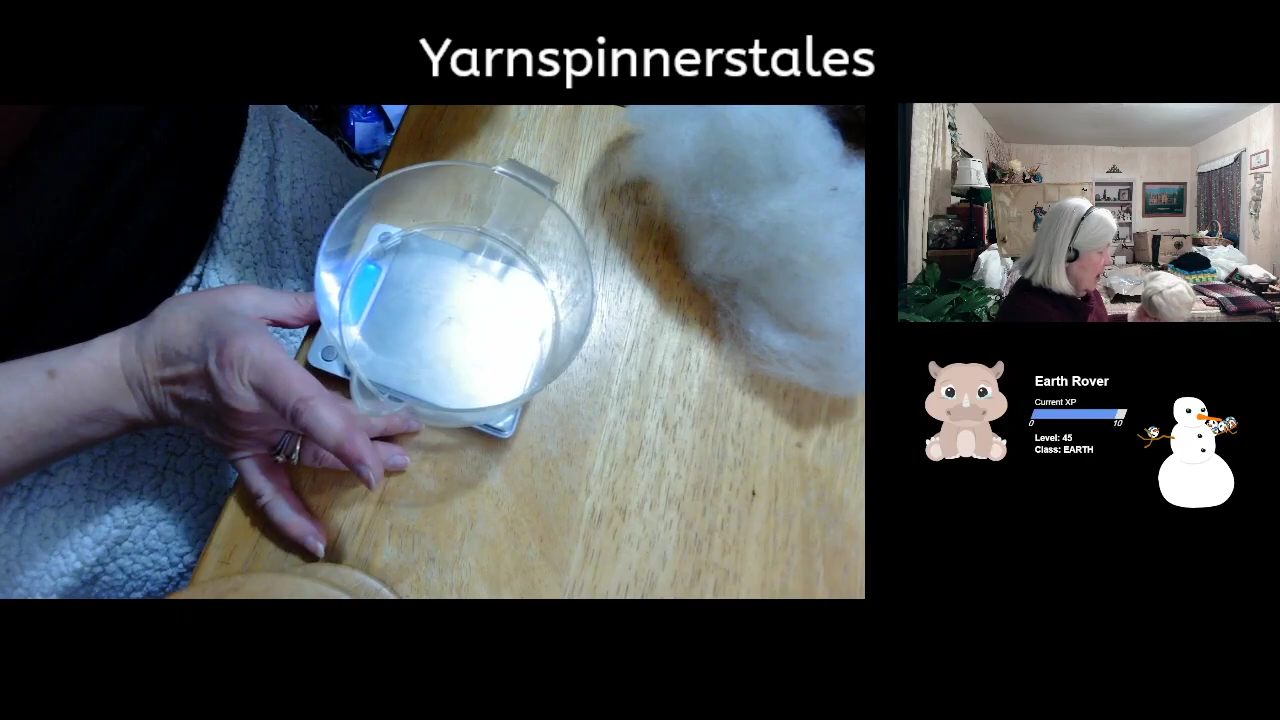 Yarnspinnerstales
Earth Rover
Current XP
0 10
Level: 45
Class: EARTH